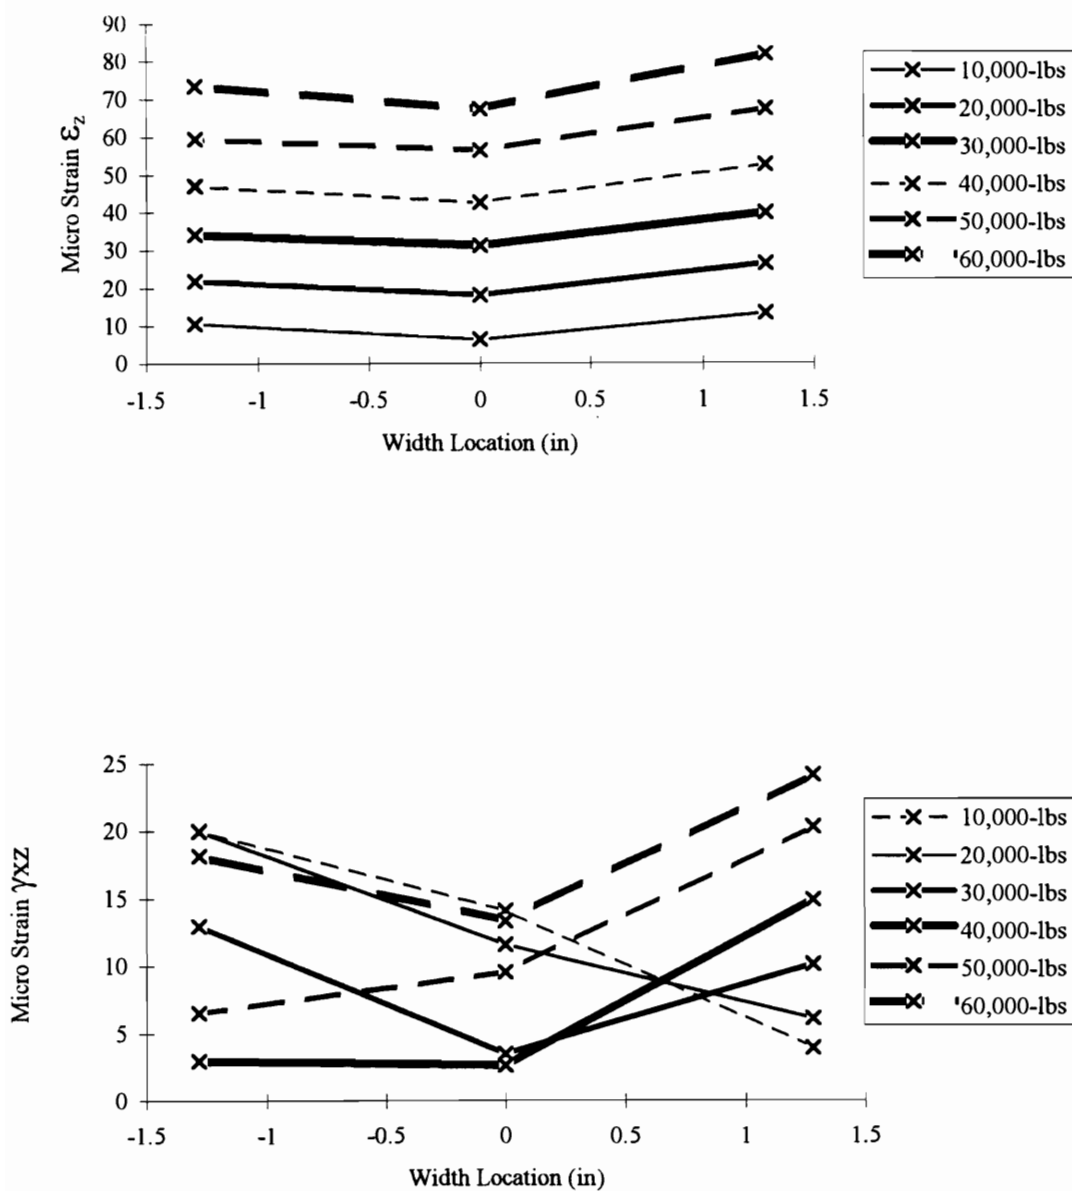 90
80
70
60
50
40
30
20
10
0
Micro Strain εz
-1.5 -1 -0.5 0 0.5 1 1.5
Width Location (in)
10,000-lbs
20,000-lbs
30,000-lbs
40,000-lbs
50,000-lbs
60,000-lbs
25
20
15
10
5
0
Micro Strain γxz
-1.5 -1 -0.5 0 0.5 1 1.5
Width Location (in)
10,000-lbs
20,000-lbs
30,000-lbs
40,000-lbs
50,000-lbs
60,000-lbs